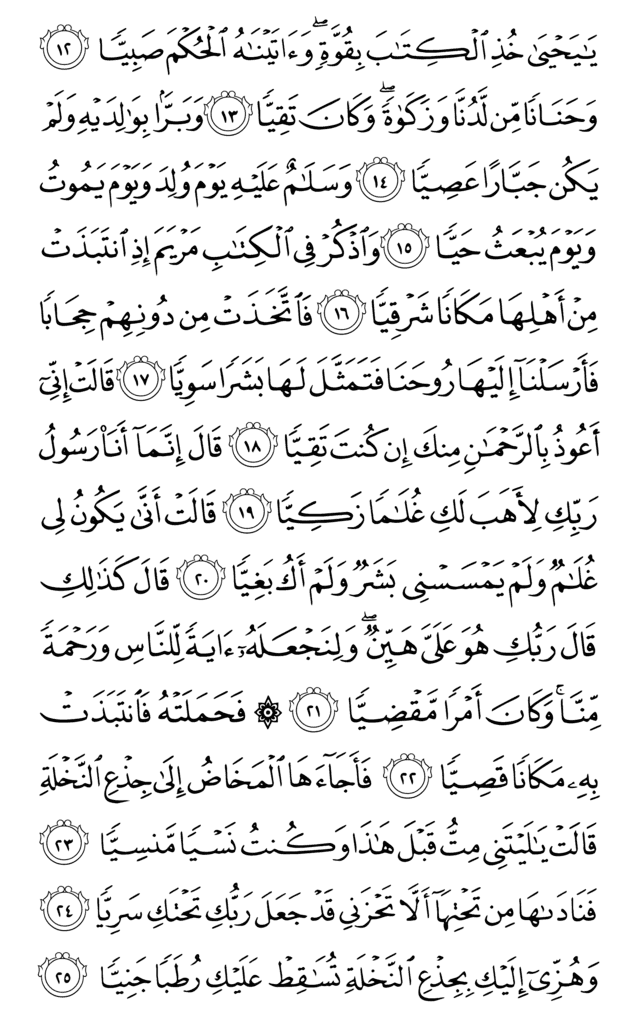 يَـٰيَحْيَىٰ خُذِ ٱلْكِتَـٰبَ بِقُوَّةٍۖ وَءَاتَيْنَـٰهُ ٱلْحُكْمَ صَبِيًّا ١٢
وَحَنَانًا مِّن لَّدُنَّا وَزَكَوٰةًۖ وَكَانَ تَقِيًّا ١٣ وَبَرًّۢا بِوَٰلِدَيْهِ وَلَمْ
يَكُن جَبَّارًا عَصِيًّا ١٤ وَسَلَـٰمٌ عَلَيْهِ يَوْمَ وُلِدَ وَيَوْمَ يَمُوتُ
وَيَوْمَ يُبْعَثُ حَيًّا ١٥ وَٱذْكُرْ فِى ٱلْكِتَـٰبِ مَرْيَمَ إِذِ ٱنتَبَذَتْ
مِنْ أَهْلِهَا مَكَانًا شَرْقِيًّا ١٦ فَٱتَّخَذَتْ مِن دُونِهِمْ حِجَابًا
فَأَرْسَلْنَآ إِلَيْهَا رُوحَنَا فَتَمَثَّلَ لَهَا بَشَرًا سَوِيًّا ١٧ قَالَتْ إِنِّىٓ
أَعُوذُ بِٱلرَّحْمَـٰنِ مِنكَ إِن كُنتَ تَقِيًّا ١٨ قَالَ إِنَّمَآ أَنَا۠ رَسُولُ
رَبِّكِ لِأَهَبَ لَكِ غُلَـٰمًا زَكِيًّا ١٩ قَالَتْ أَنَّىٰ يَكُونُ لِى
غُلَـٰمٌ وَلَمْ يَمْسَسْنِى بَشَرٌ وَلَمْ أَكُ بَغِيًّا ٢٠ قَالَ كَذَٰلِكِ
قَالَ رَبُّكِ هُوَ عَلَىَّ هَيِّنٌۖ وَلِنَجْعَلَهُۥٓ ءَايَةً لِّلنَّاسِ وَرَحْمَةً
مِّنَّاۚ وَكَانَ أَمْرًا مَّقْضِيًّا ٢١ ۞ فَحَمَلَتْهُ فَٱنتَبَذَتْ
بِهِۦ مَكَانًا قَصِيًّا ٢٢ فَأَجَآءَهَا ٱلْمَخَاضُ إِلَىٰ جِذْعِ ٱلنَّخْلَةِ
قَالَتْ يَـٰلَيْتَنِى مِتُّ قَبْلَ هَـٰذَا وَكُنتُ نَسْيًا مَّنسِيًّا ٢٣
فَنَادَىٰهَا مِن تَحْتِهَآ أَلَّا تَحْزَنِى قَدْ جَعَلَ رَبُّكِ تَحْتَكِ سَرِيًّا ٢٤
وَهُزِّىٓ إِلَيْكِ بِجِذْعِ ٱلنَّخْلَةِ تُسَـٰقِطْ عَلَيْكِ رُطَبًا جَنِيًّا ٢٥